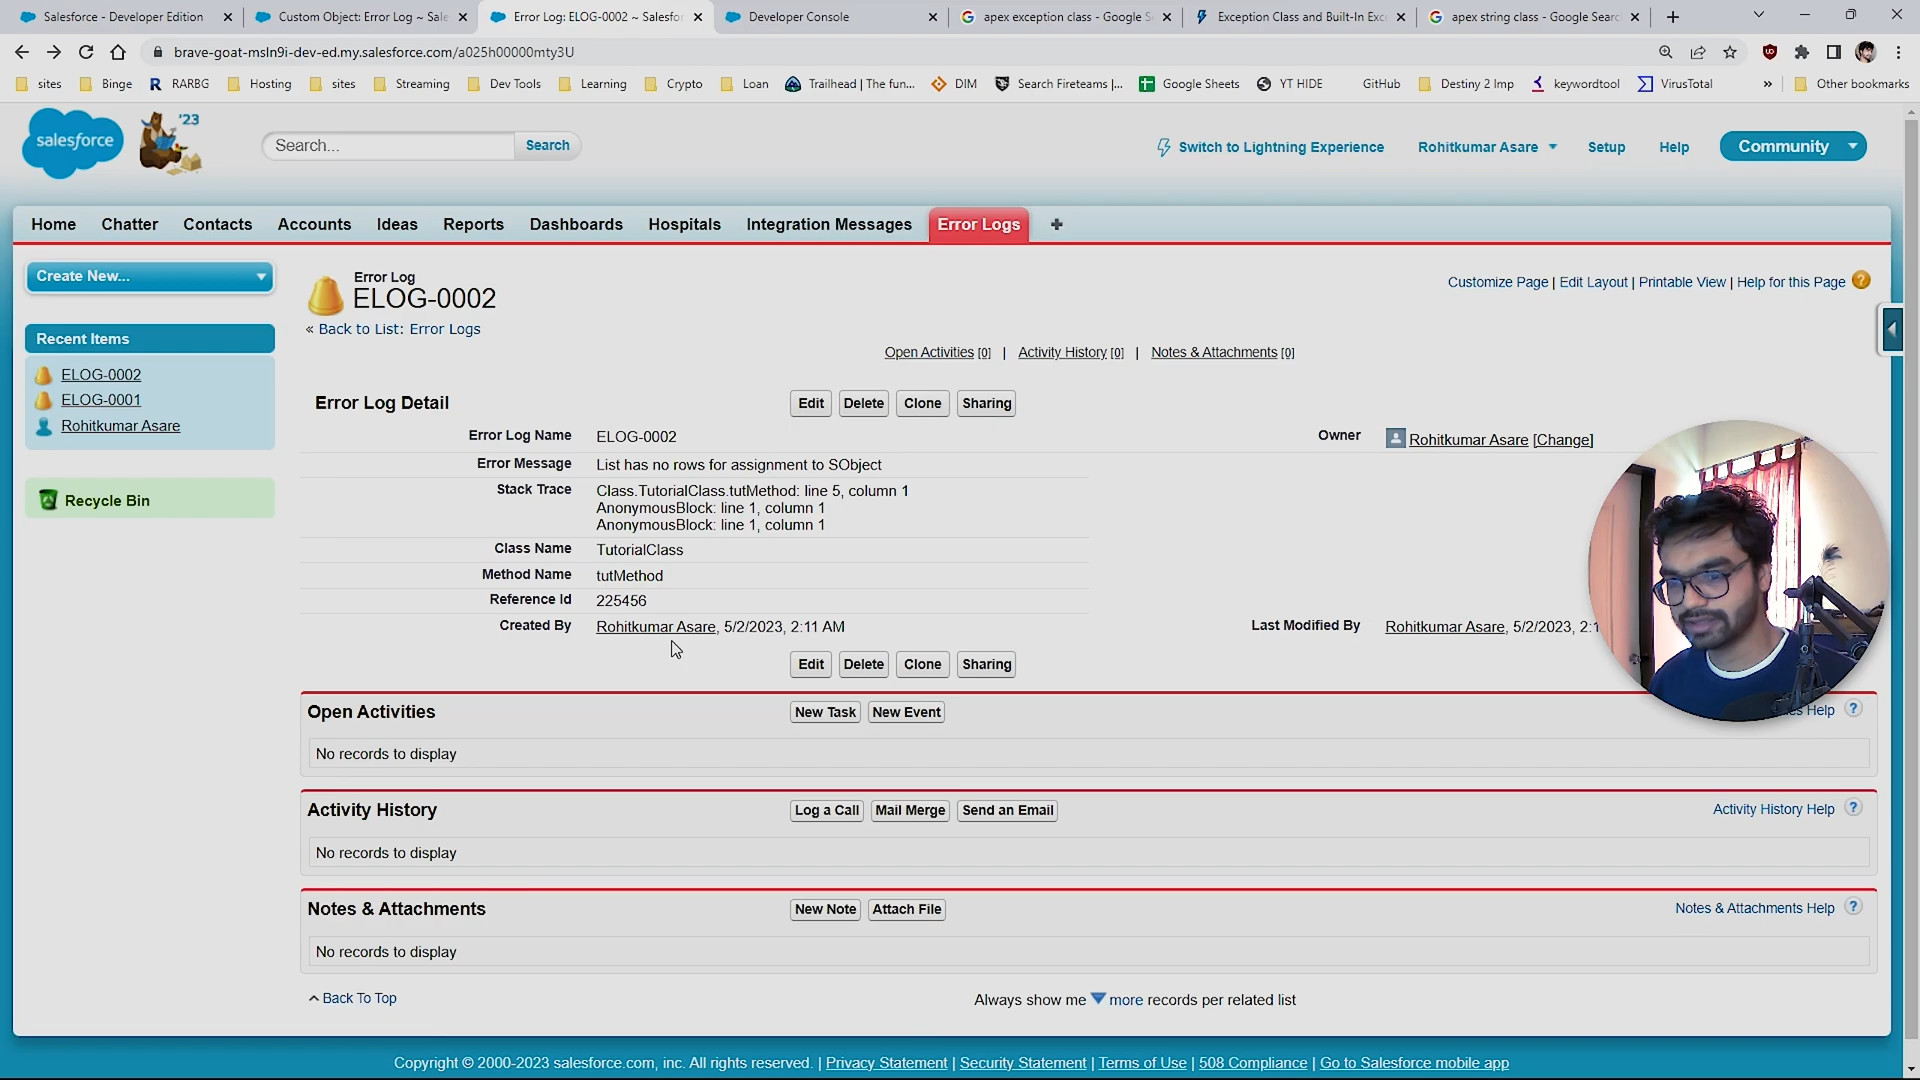 Salesforce - Developer Edition
Custom Object: Error Log ~ Sale
Error Log: ELOG-0002 ~ Salesfor
Developer Console
apex exception class - Google S
Exception Class and Built-In Exc
apex string class - Google Searc
brave-goat-msln9i-dev-ed.my.salesforce.com/a025h00000mty3U
sites
Binge
RARBG
Hosting
sites
Streaming
Dev Tools
Learning
Crypto
Loan
Trailhead | The fun...
DIM
Search Fireteams |...
Google Sheets
YT HIDE
GitHub
Destiny 2 Imp
keywordtool
VirusTotal
»
Other bookmarks
salesforce
'23
Search...
Search
Switch to Lightning Experience
Rohitkumar Asare
Setup
Help
Community
Home
Chatter
Contacts
Accounts
Ideas
Reports
Dashboards
Hospitals
Integration Messages
Error Logs
+
Create New...
Recent Items
ELOG-0002
ELOG-0001
Rohitkumar Asare
Recycle Bin
Error Log
ELOG-0002
« Back to List: Error Logs
Customize Page | Edit Layout | Printable View | Help for this Page ?
Open Activities [0] | Activity History [0] | Notes & Attachments [0]
Error Log Detail
Edit Delete Clone Sharing
Error Log Name ELOG-0002
Owner Rohitkumar Asare [Change]
Error Message List has no rows for assignment to SObject
Stack Trace Class.TutorialClass.tutMethod: line 5, column 1
AnonymousBlock: line 1, column 1
AnonymousBlock: line 1, column 1
Class Name TutorialClass
Method Name tutMethod
Reference Id 225456
Created By Rohitkumar Asare, 5/2/2023, 2:11 AM
Last Modified By Rohitkumar Asare, 5/2/2023, 2:1
Edit Delete Clone Sharing
Open Activities
New Task New Event
Help ?
No records to display
Activity History
Log a Call Mail Merge Send an Email
Activity History Help ?
No records to display
Notes & Attachments
New Note Attach File
Notes & Attachments Help ?
No records to display
Back To Top
Always show me more records per related list
Copyright © 2000-2023 salesforce.com, inc. All rights reserved. | Privacy Statement | Security Statement | Terms of Use | 508 Compliance | Go to Salesforce mobile app